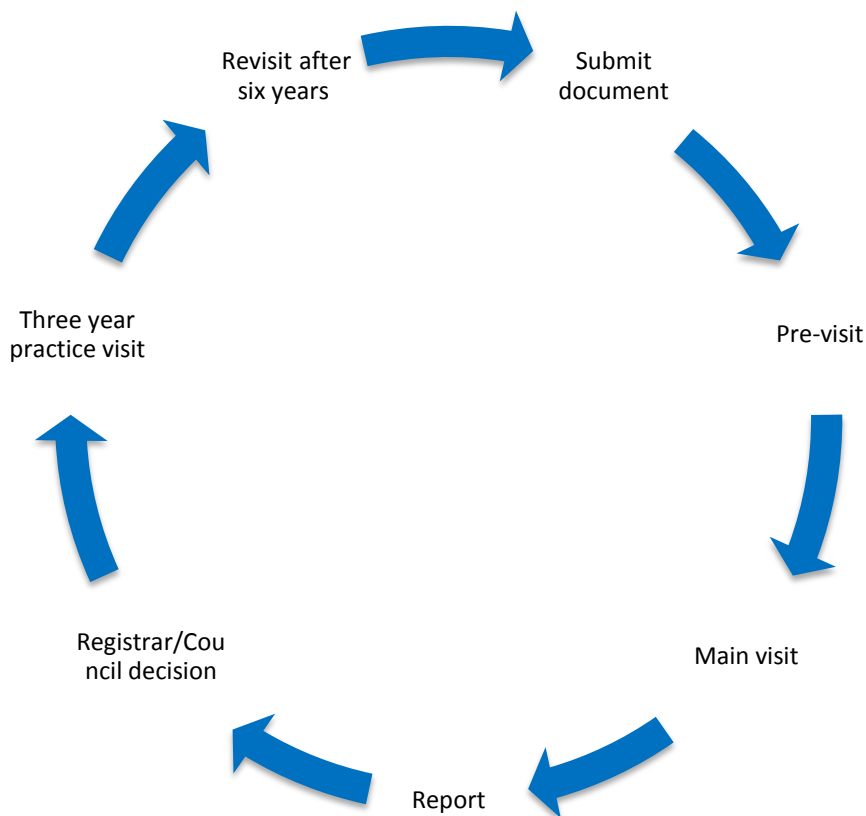 Revisit after
six years
Submit
document
Pre-visit
Main visit
Report
Registrar/Cou
ncil decision
Three year
practice visit